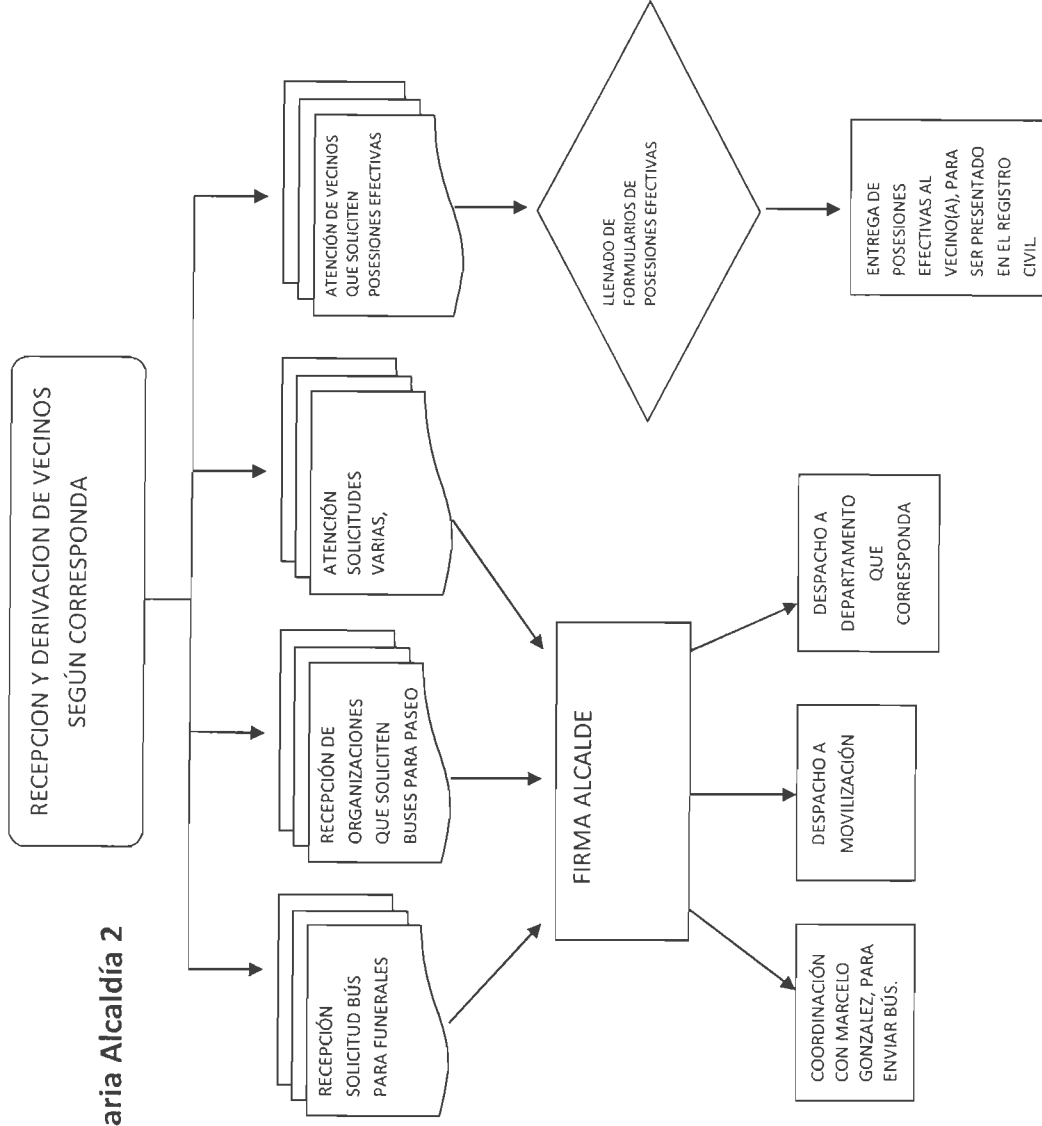 aria Alcaldía 2
RECEPCION Y DERIVACION DE VECINOS
SEGÚN CORRESPONDA
RECEPCIÓN
SOLICITUD BÚS
PARA FUNERALES
RECEPCIÓN DE
ORGANIZACIONES
QUE SOLICITEN
BUSES PARA PASEO
ATENCIÓN
SOLICITUDES
VARIAS,
ATENCIÓN DE VECINOS
QUE SOLICITEN
POSESIONES EFECTIVAS
FIRMA ALCALDE
LLENADO DE
FORMULARIOS DE
POSESIONES EFECTIVAS
COORDINACIÓN
CON MARCELO
GONZALEZ, PARA
ENVIAR BÚS.
DESPACHO A
MOVILIZACIÓN
DESPACHO A
DEPARTAMENTO
QUE
CORRESPONDA
ENTREGA DE
POSESIONES
EFECTIVAS AL
VECINO(A), PARA
SER PRESENTADO
EN EL REGISTRO
CIVIL.